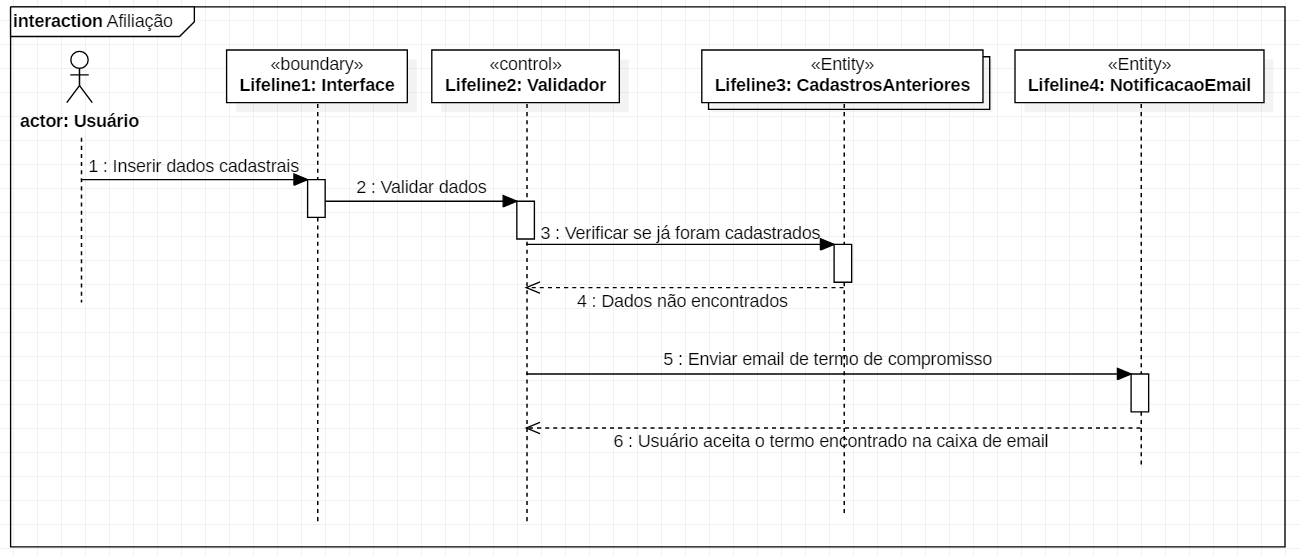 interaction Afiliação
«boundary»
Lifeline1: Interface
«control»
Lifeline2: Validador
«Entity»
Lifeline3: CadastrosAnteriores
«Entity»
Lifeline4: NotificacaoEmail
actor: Usuário
1 : Inserir dados cadastrais
2 : Validar dados
3 : Verificar se já foram cadastrados
4 : Dados não encontrados
5 : Enviar email de termo de compromisso
6 : Usuário aceita o termo encontrado na caixa de email